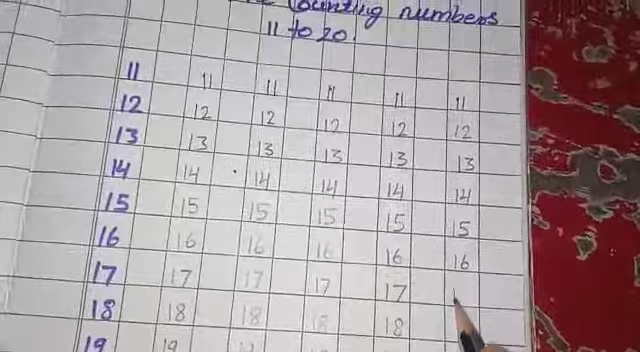 Counting numbers
11 to 20.
11 11 11 11 11 11
12 12 12 12 12 12
13 13 13 13 13 13
14 14 14 14 14 14
15 15 15 15 15 15
16 16 16 16 16 16
17 17 17 17 17
18 18 18 18 18
19 19 19